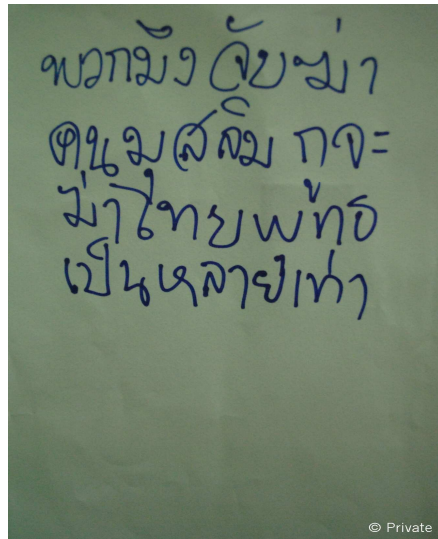 พวกมึงจับฆ่า
คนมุสลิม กูจะ
ฆ่าไทยพุทธ
เป็นหลายเท่า
© Private